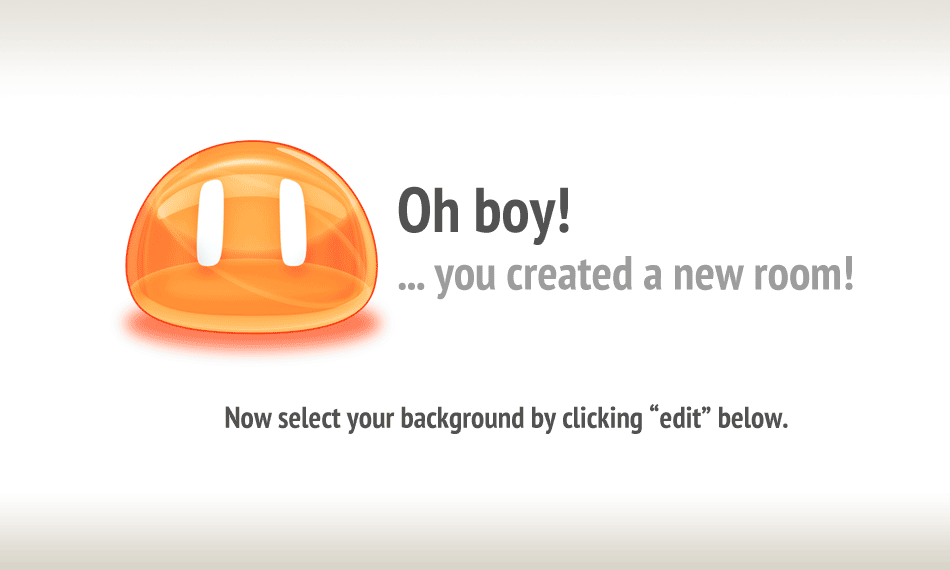 Oh boy!
... you created a new room!
Now select your background by clicking “edit” below.